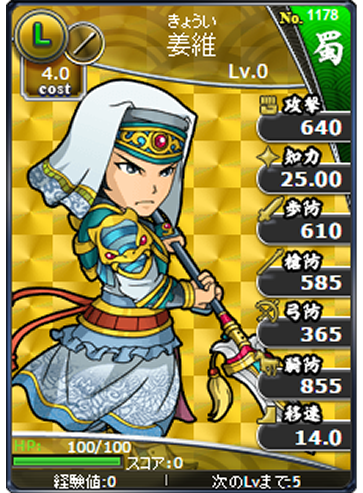 きょうい
姜維
No. 1178
蜀
L
4.0
cost
Lv.0
攻撃
640
知力
25.00
歩防
610
槍防
585
弓防
365
騎防
855
移速
14.0
HP: 100/100
スコア:0
経験値:0 | 次のLvまで:5